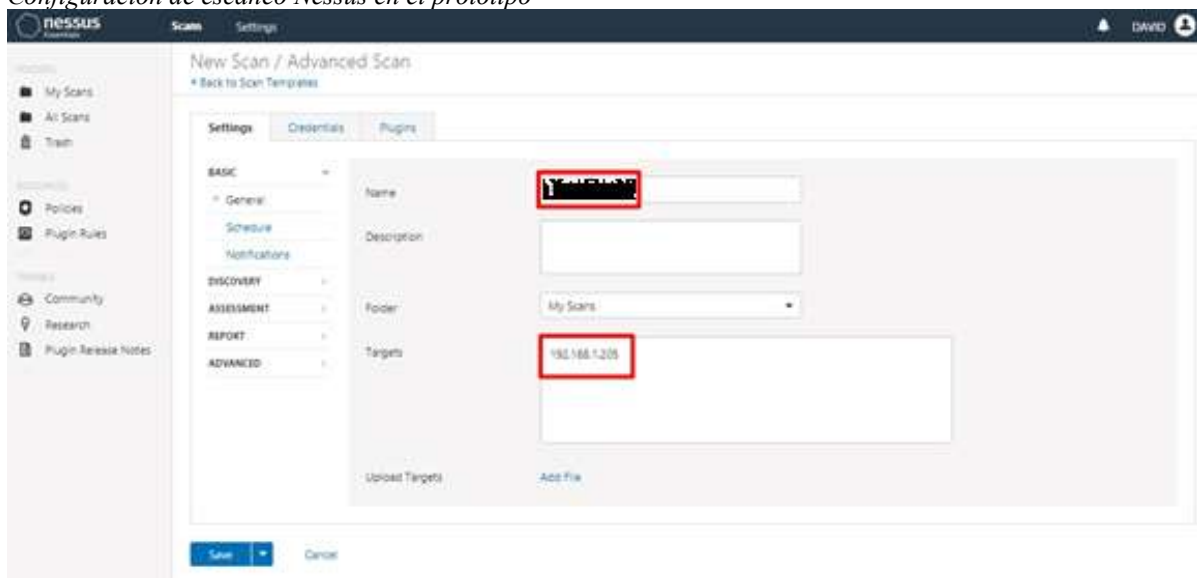 Configuración de escaneo Nessus en el prototipo
nessus
Essentials
Scans
Settings
DAVID
My Scans
All Scans
Trash
Policies
Plugin Rules
Community
Research
Plugin Release Notes
New Scan / Advanced Scan
Back to Scan Templates
Settings
Credentials
Plugins
BASIC
General
Schedule
Notifications
DISCOVERY
ASSESSMENT
REPORT
ADVANCED
Name
Description
Folder
My Scans
Targets
192.168.1.205
Upload Targets
Add File
Save
Cancel